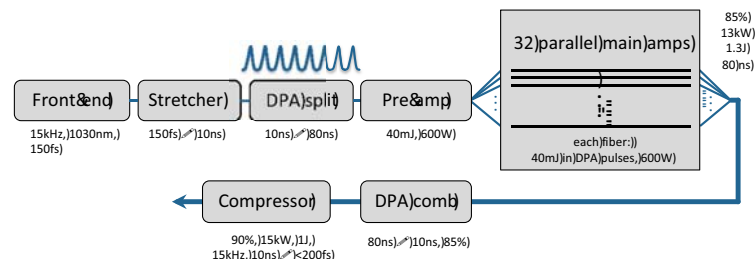 85%)
13kW)
1.3J)
80)ns)
32)parallel)main)amps)
Front&end)
Stretcher)
DPA)split)
Pre&amp)
15kHz,)1030nm,)
150fs)
150fs) 10ns)
10ns) 80ns)
40mJ,)600W)
each)fiber:))
40mJ)in)DPA)pulses,)600W)
Compressor)
DPA)comb)
90%,)15kW,)1J,)
15kHz,)10ns) )<200fs)
80ns) 10ns,)85%)